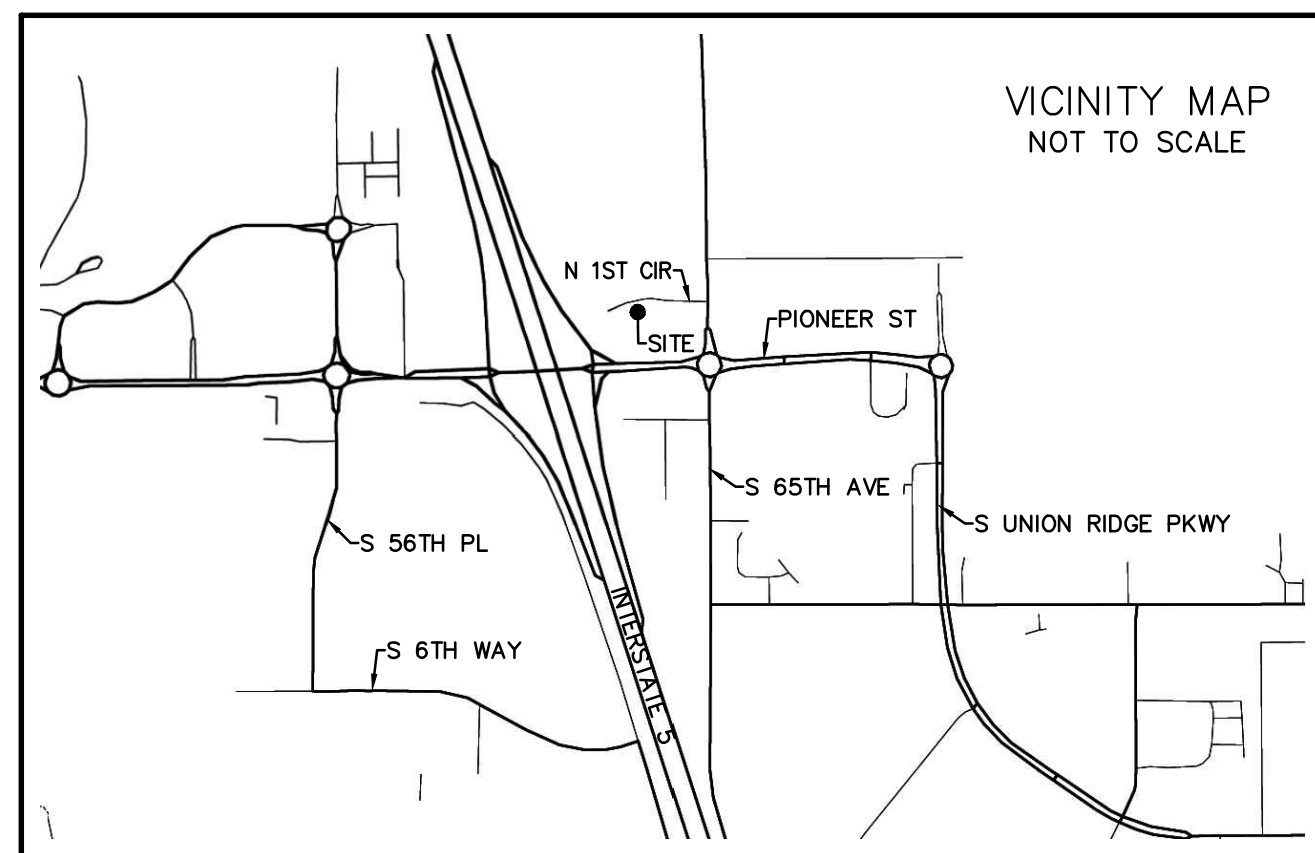 VICINITY MAP
NOT TO SCALE
N 1ST CIR
PIONEER ST
SITE
S 65TH AVE
S UNION RIDGE PKWY
S 56TH PL
INTERSTATE 5
S 6TH WAY